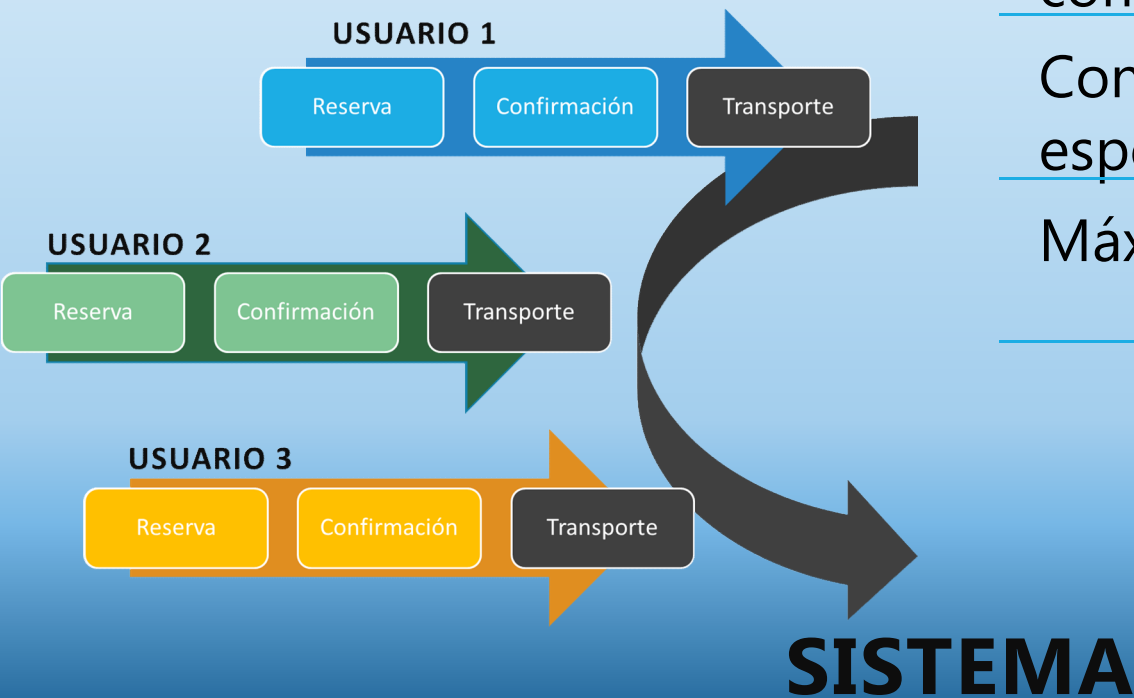 USUARIO 1
Reserva
Confirmación
Transporte
USUARIO 2
Reserva
Confirmación
Transporte
USUARIO 3
Reserva
Confirmación
Transporte
SISTEMA